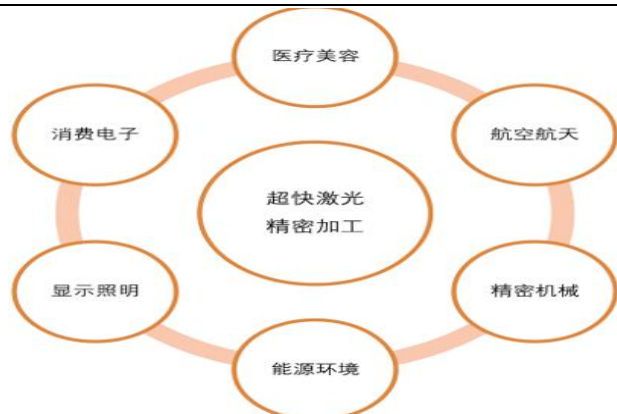 医疗美容
消费电子
航空航天
超快激光
精密加工
显示照明
精密机械
能源环境